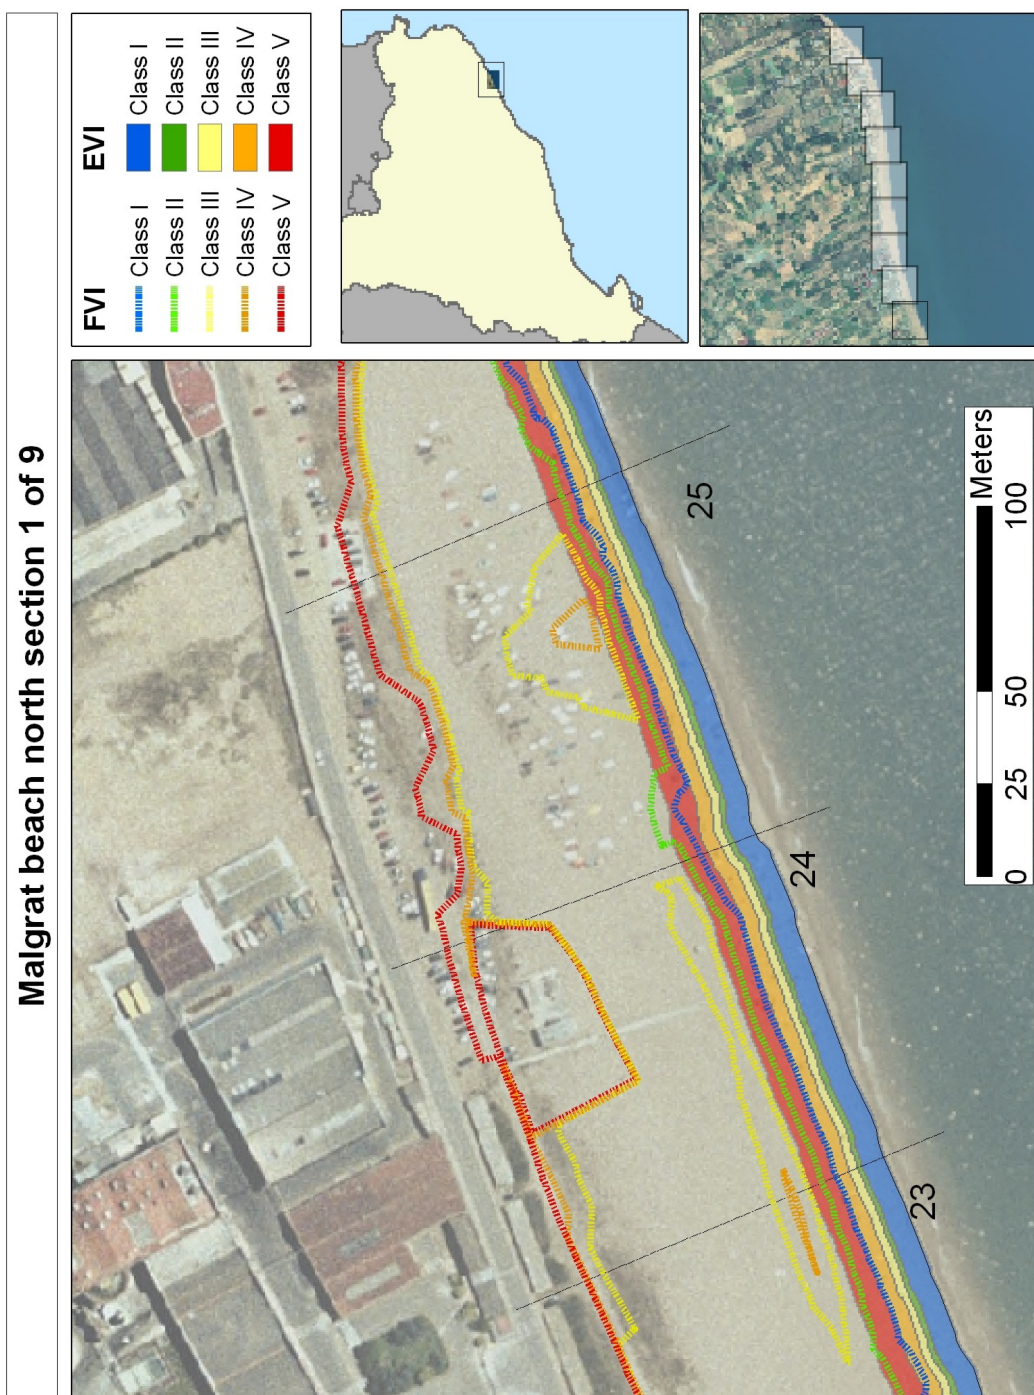 Malgrat beach north section 1 of 9
FVI
Class I
Class II
Class III
Class IV
Class V
EVI
Class I
Class II
Class III
Class IV
Class V
25
24
23
Meters
0 25 50 100